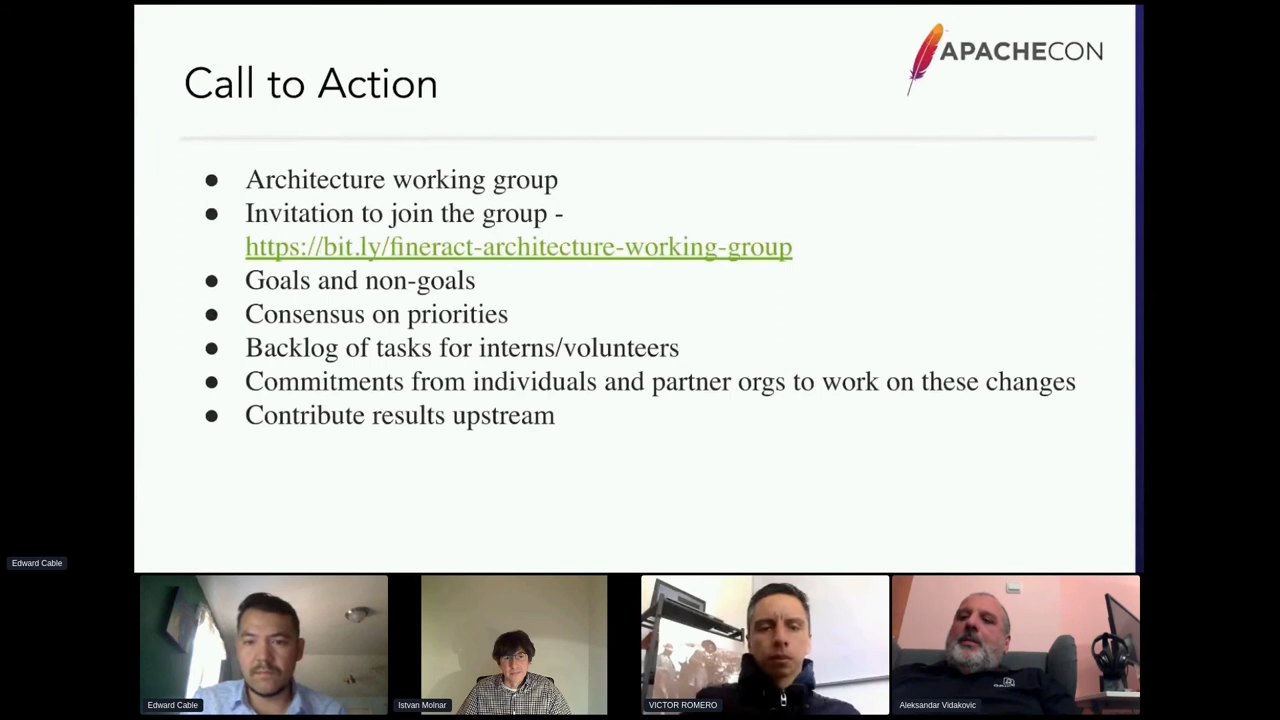 APACHECON
Call to Action
● Architecture working group
● Invitation to join the group -
https://bit.ly/fineract-architecture-working-group
● Goals and non-goals
● Consensus on priorities
● Backlog of tasks for interns/volunteers
● Commitments from individuals and partner orgs to work on these changes
● Contribute results upstream
Edward Cable
Edward Cable
Istvan Molnar
VICTOR ROMERO
Aleksandar Vidakovic